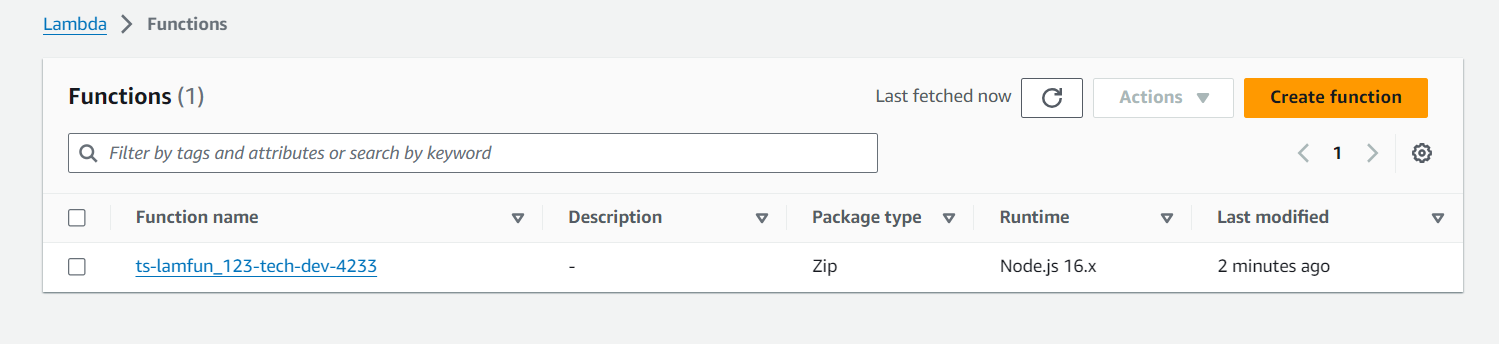 Lambda > Functions
Functions (1) Last fetched now Actions Create function
Filter by tags and attributes or search by keyword 1
Function name Description Package type Runtime Last modified
ts-lamfun_123-tech-dev-4233 - Zip Node.js 16.x 2 minutes ago